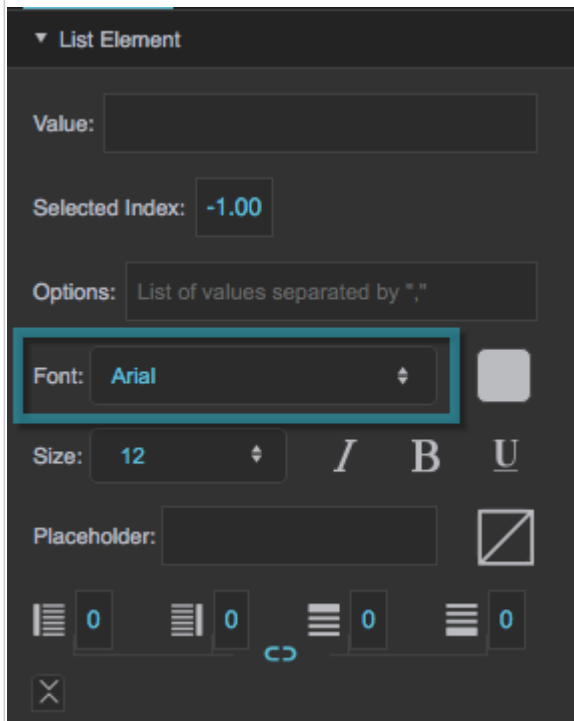 List Element
Value:
Selected Index: -1.00
Options: List of values separated by ","
Font: Arial
Size: 12 I B U
Placeholder:
0 0 0 0